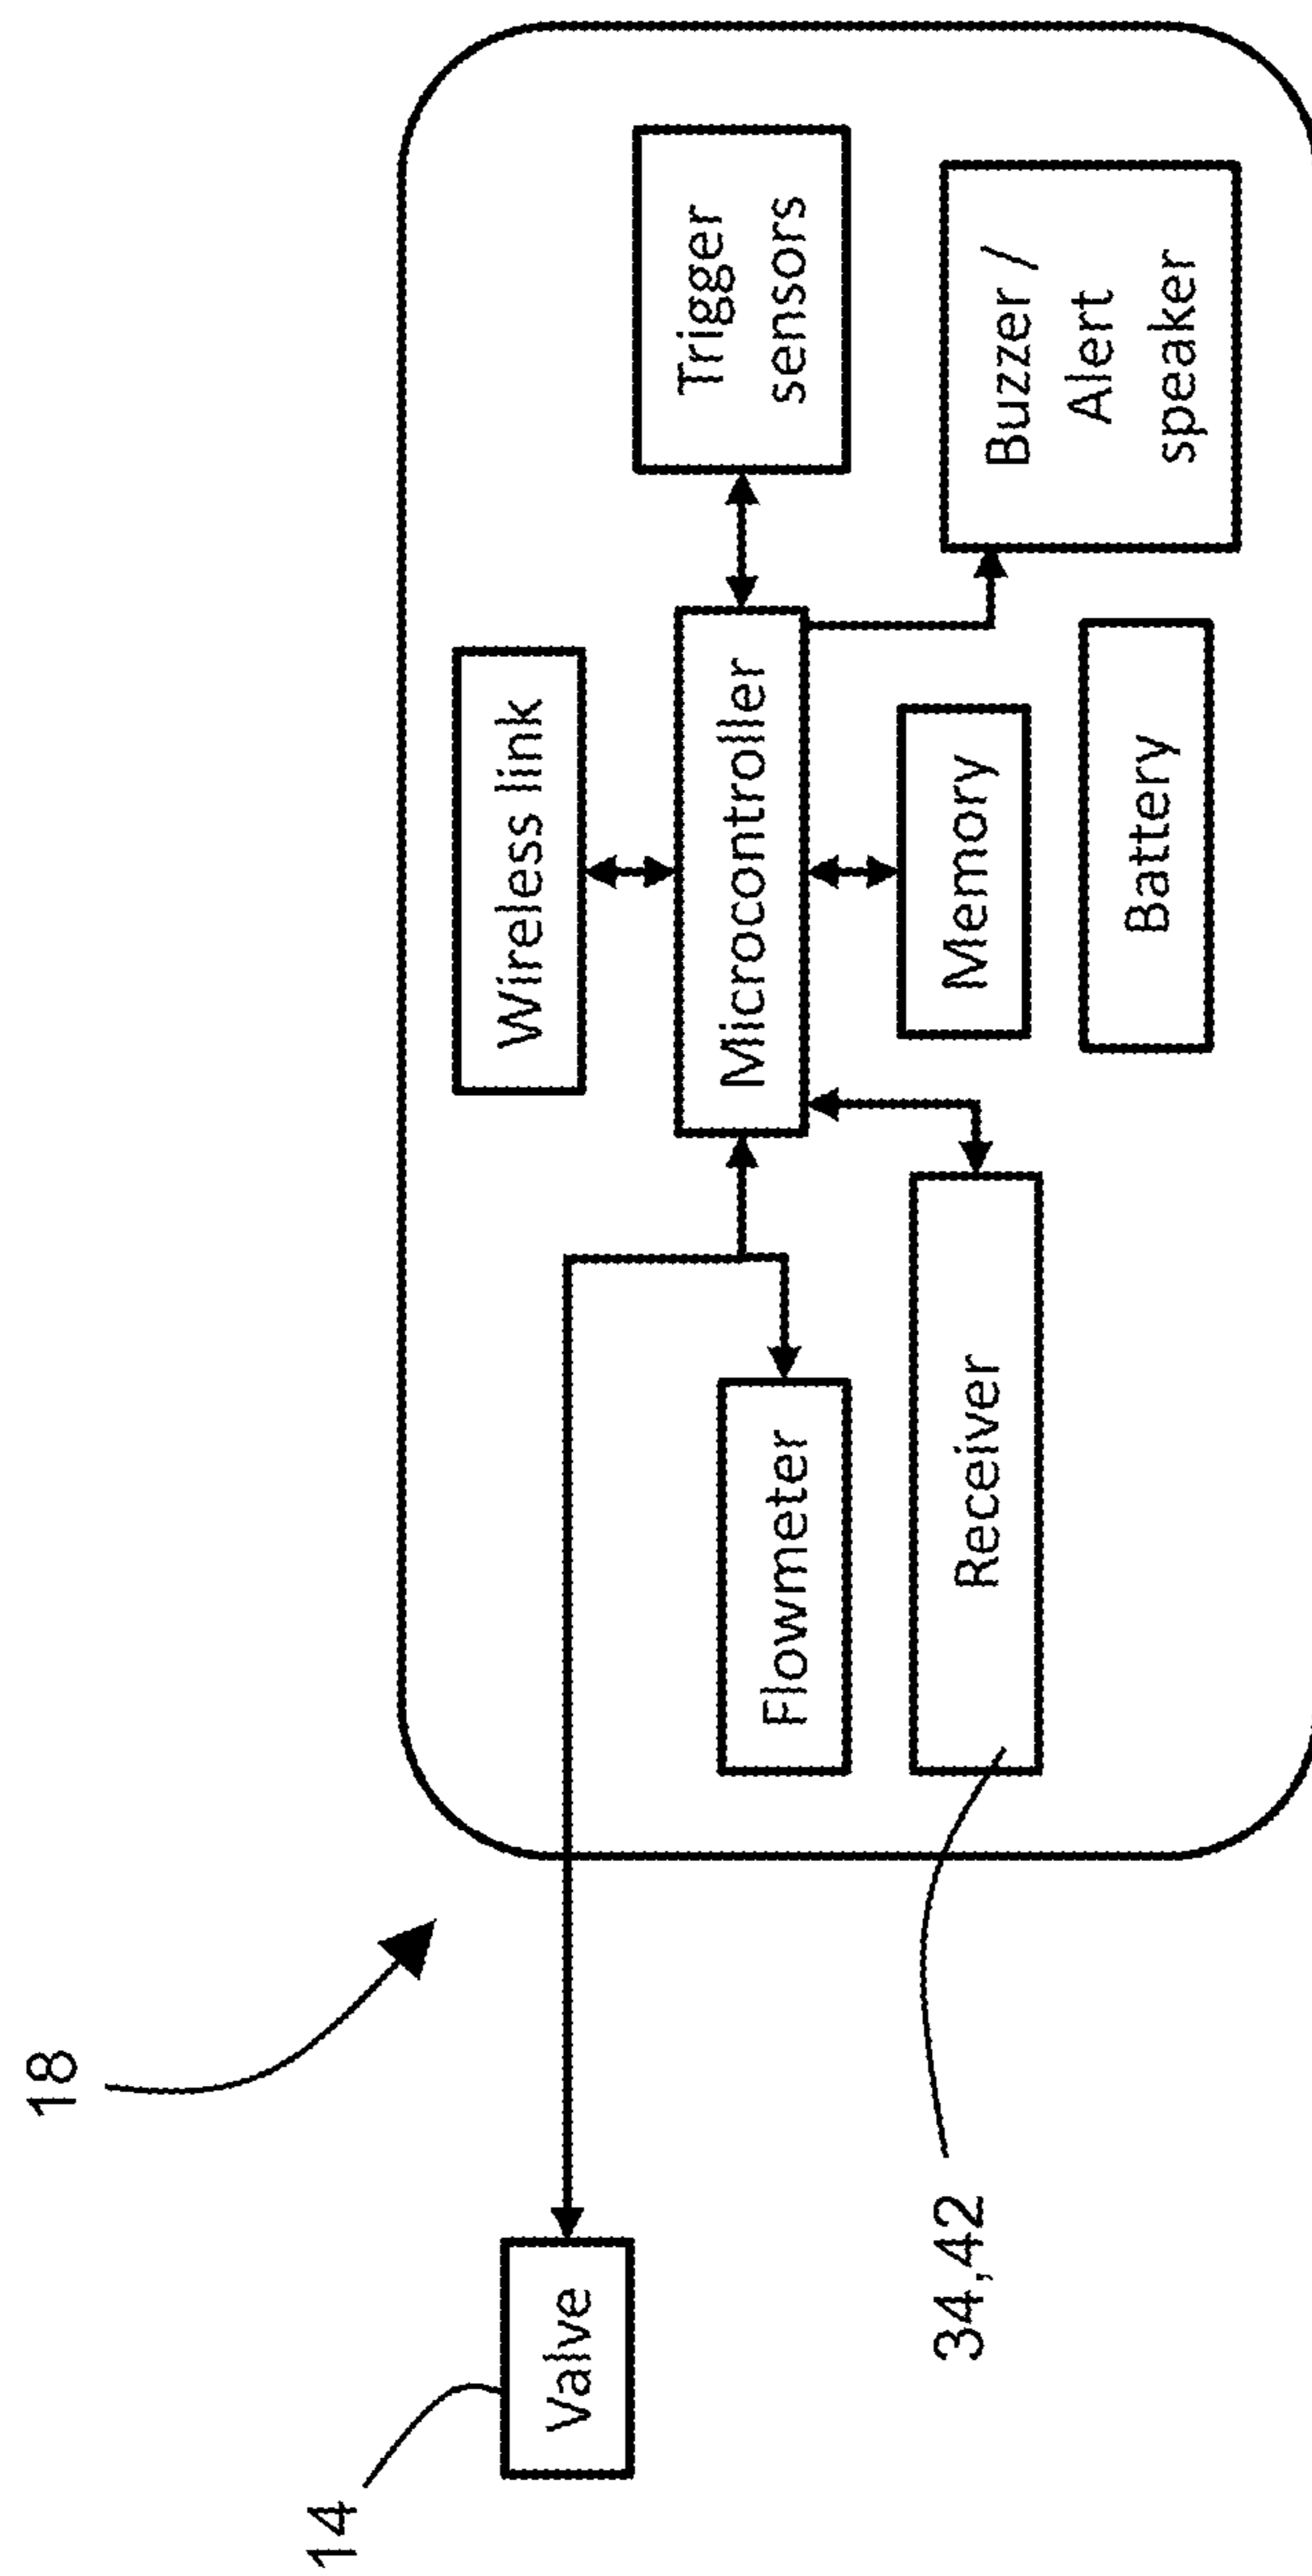 18
14
Valve
34,42
Wireless link
Microcontroller
Trigger
sensors
Flowmeter
Receiver
Memory
Battery
Buzzer /
Alert
speaker